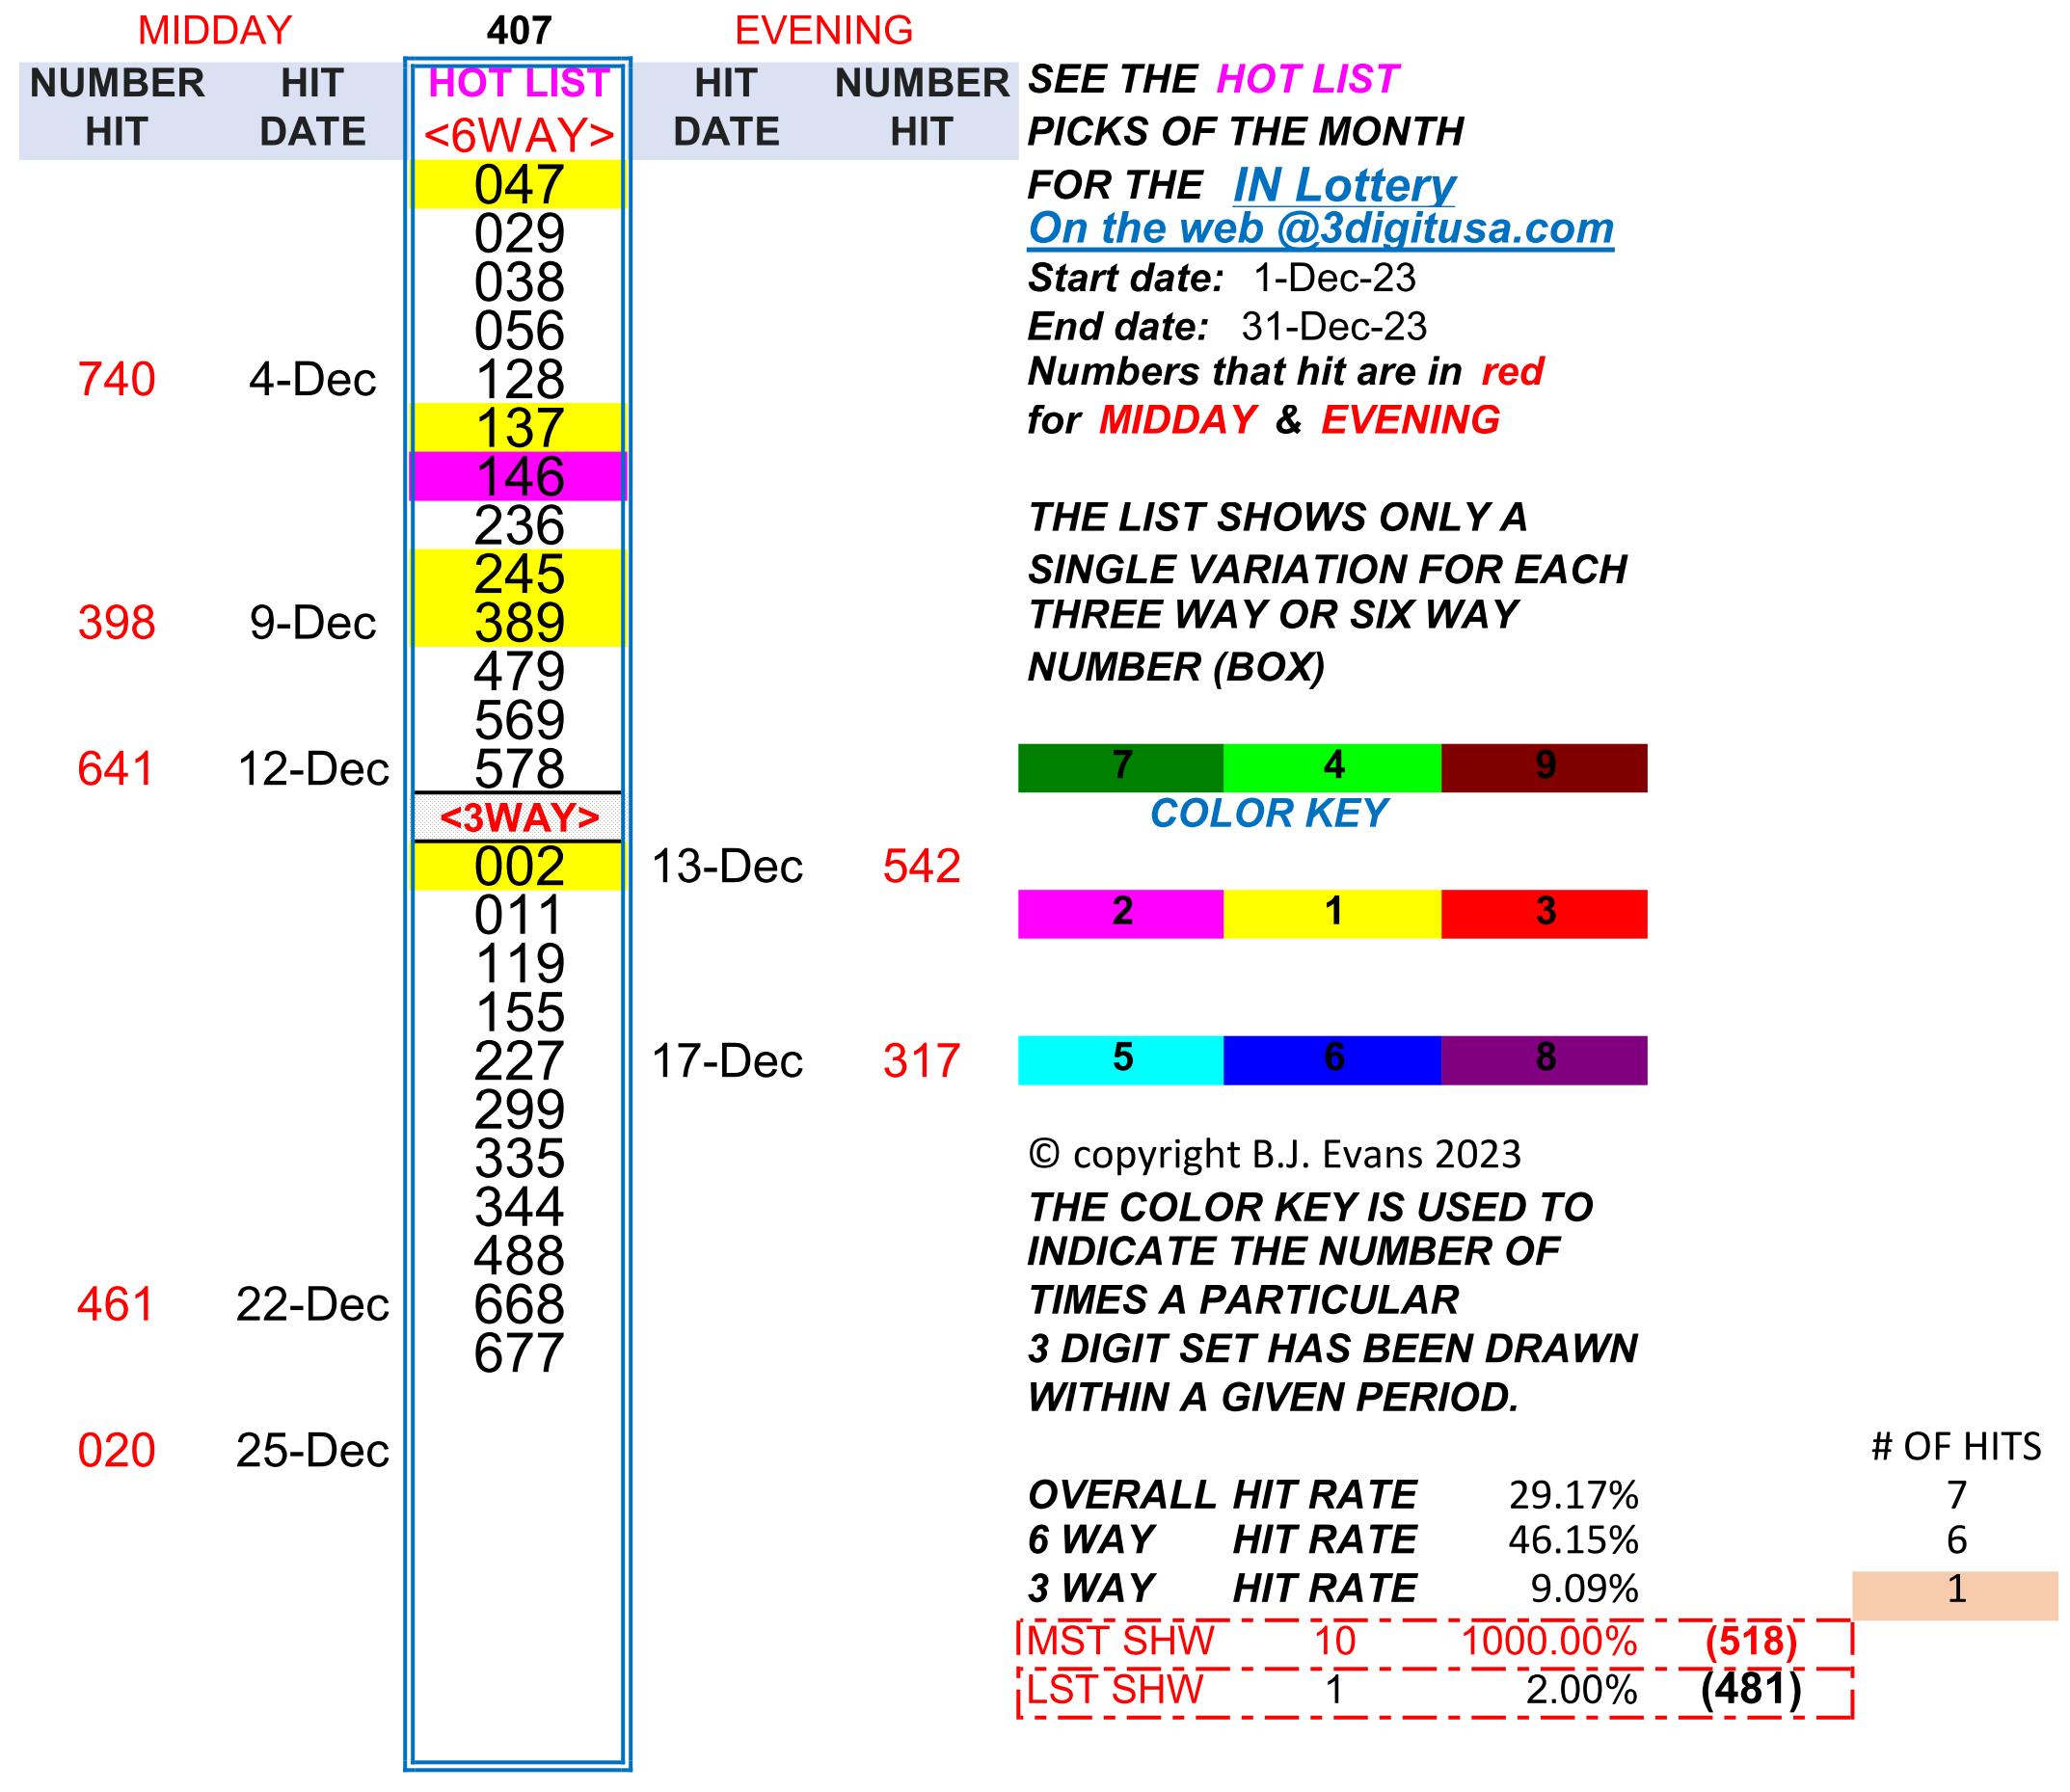 MIDDAY 407 EVENING
NUMBER HIT HOT LIST HIT NUMBER
HIT DATE <6WAY> DATE HIT
047
029
038
056
740 4-Dec 128
137
146
236
245
398 9-Dec 389
479
569
641 12-Dec 578
<3WAY>
002 13-Dec 542
011
119
155
227 17-Dec 317
299
335
344
488
461 22-Dec 668
677
020 25-Dec
SEE THE HOT LIST
PICKS OF THE MONTH
FOR THE IN Lottery
On the web @3digitusa.com
Start date: 1-Dec-23
End date: 31-Dec-23
Numbers that hit are in red
for MIDDAY & EVENING
THE LIST SHOWS ONLY A
SINGLE VARIATION FOR EACH
THREE WAY OR SIX WAY
NUMBER (BOX)
7 4 9
COLOR KEY
2 1 3
5 6 8
© copyright B.J. Evans 2023
THE COLOR KEY IS USED TO
INDICATE THE NUMBER OF
TIMES A PARTICULAR
3 DIGIT SET HAS BEEN DRAWN
WITHIN A GIVEN PERIOD.
# OF HITS
OVERALL HIT RATE 29.17% 7
6 WAY HIT RATE 46.15% 6
3 WAY HIT RATE 9.09% 1
MST SHW 10 1000.00% (518)
LST SHW 1 2.00% (481)